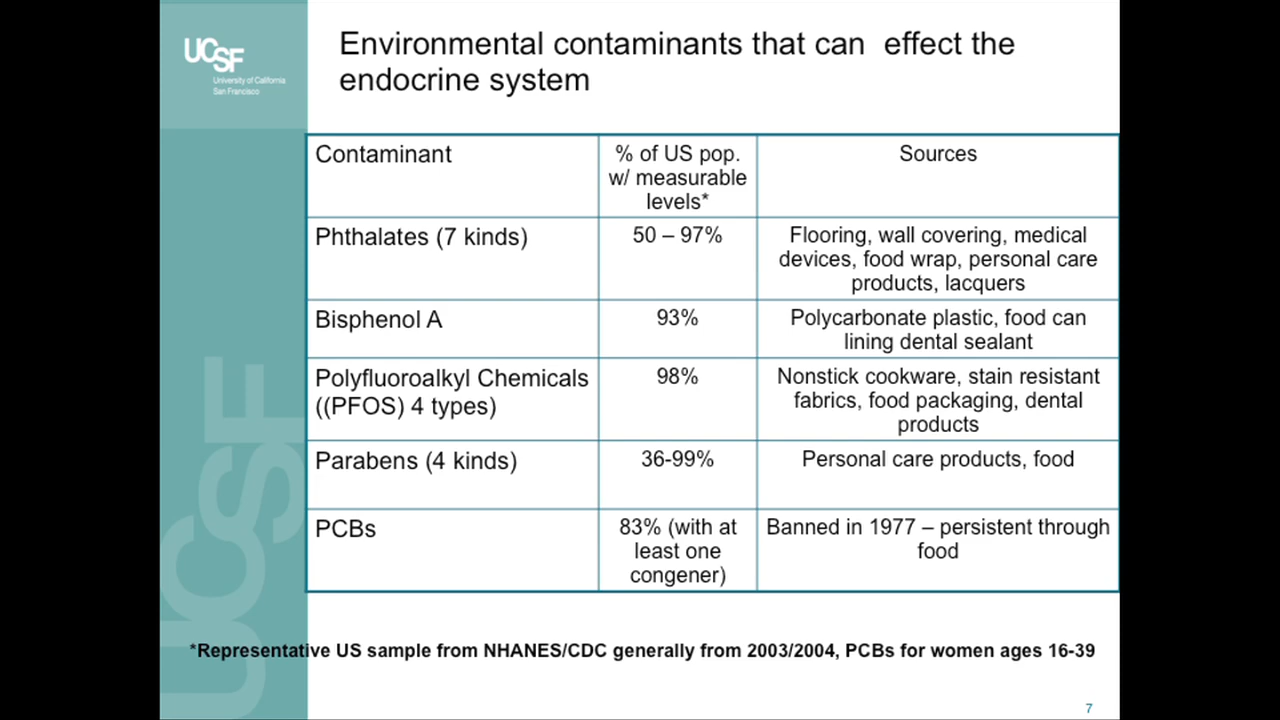 UCSF
University of California
San Francisco
Environmental contaminants that can  effect the
endocrine system
Contaminant
% of US pop.
w/ measurable
levels*
Sources
Phthalates (7 kinds)
50 – 97%
Flooring, wall covering, medical
devices, food wrap, personal care
products, lacquers
Bisphenol A
93%
Polycarbonate plastic, food can
lining dental sealant
Polyfluoroalkyl Chemicals
((PFOS) 4 types)
98%
Nonstick cookware, stain resistant
fabrics, food packaging, dental
products
Parabens (4 kinds)
36-99%
Personal care products, food
PCBs
83% (with at
least one
congener)
Banned in 1977 – persistent through
food
UCSF
*Representative US sample from NHANES/CDC generally from 2003/2004, PCBs for women ages 16-39
7